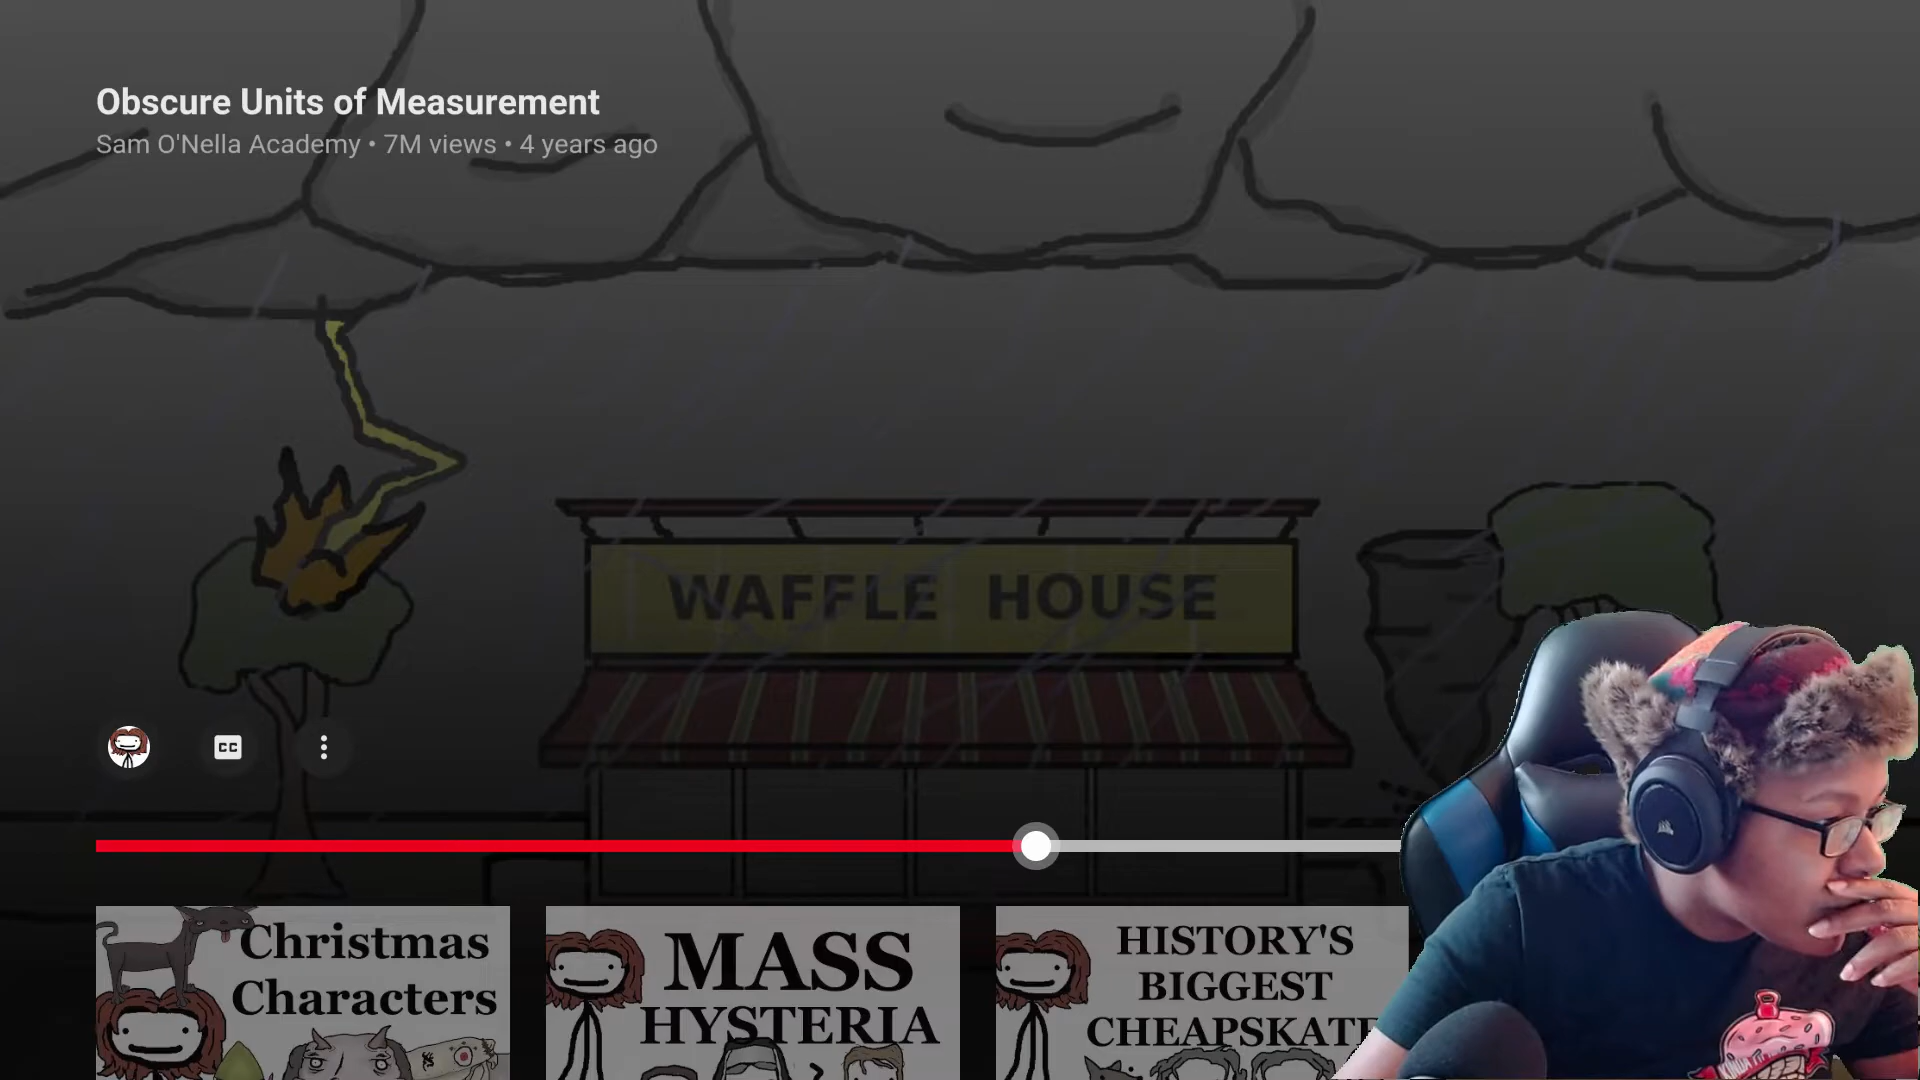 Obscure Units of Measurement
Sam O'Nella Academy • 7M views • 4 years ago
WAFFLE HOUSE
CC
Christmas
Characters
MASS
HYSTERIA
HISTORY'S
BIGGEST
CHEAPSKATE